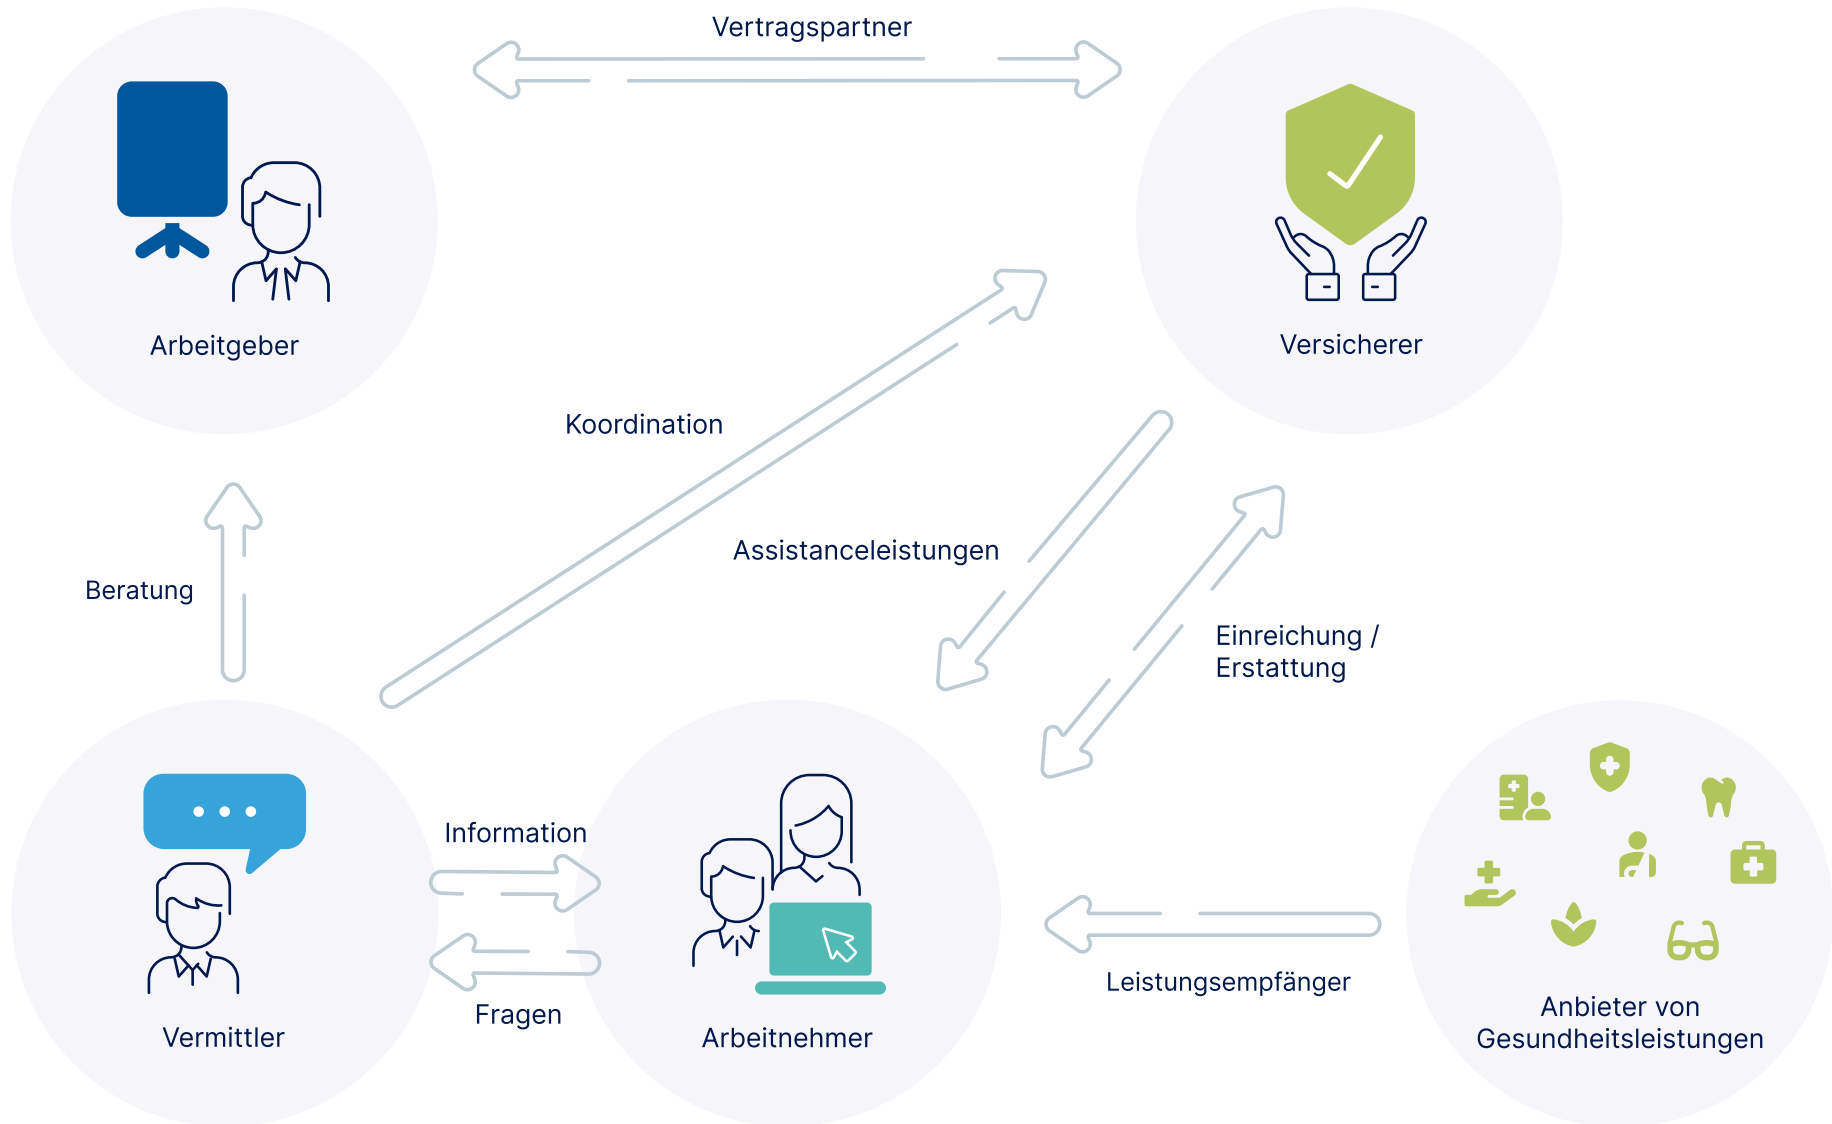 Vertragspartner
Arbeitgeber
Versicherer
Koordination
Assistanceleistungen
Beratung
Einreichung /
Erstattung
Information
Fragen
Leistungsempfänger
Vermittler
Arbeitnehmer
Anbieter von
Gesundheitsleistungen